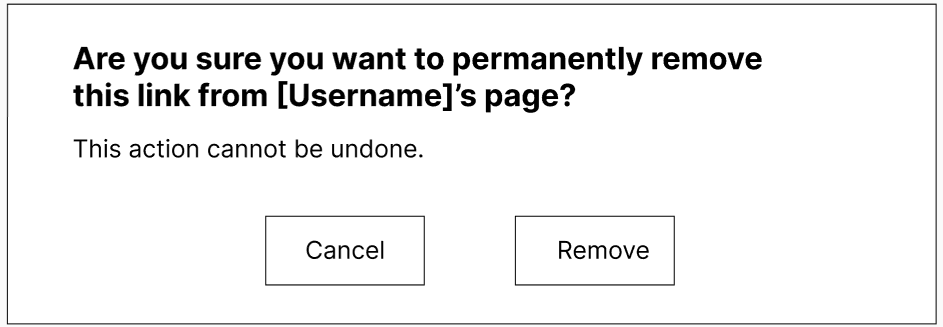 Are you sure you want to permanently remove
this link from [Username]’s page?
This action cannot be undone.
Cancel
Remove